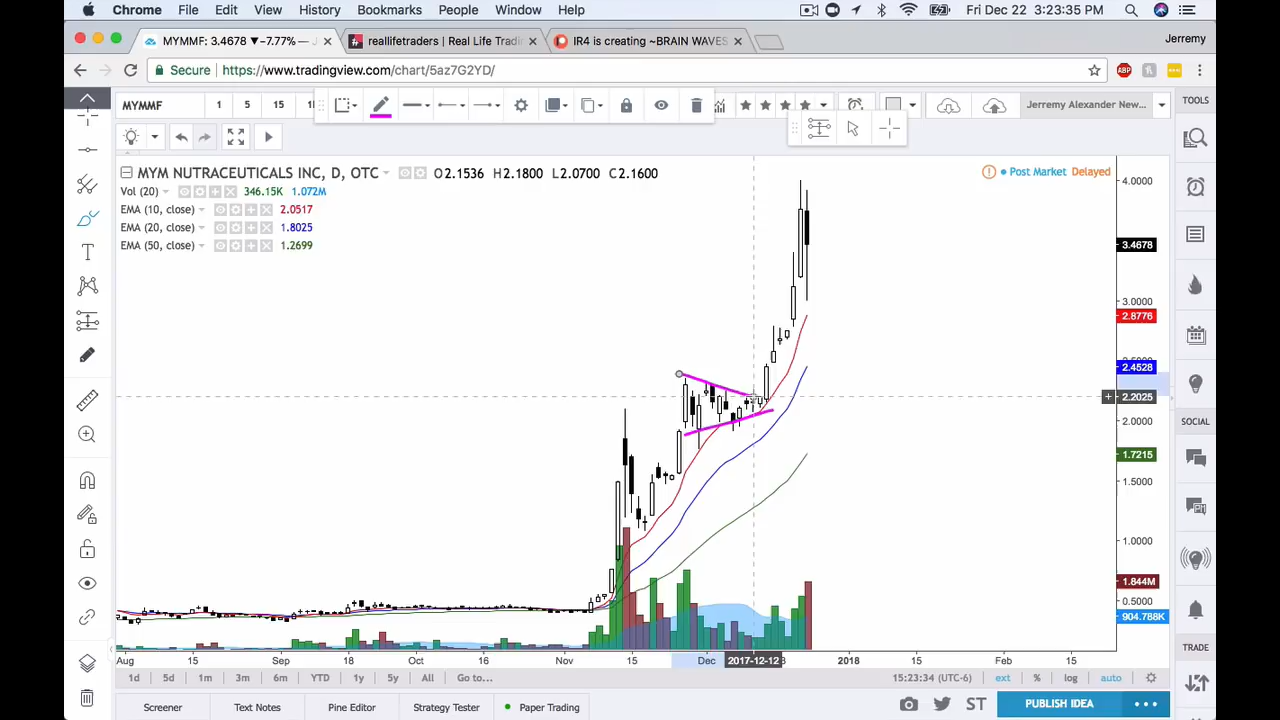 Chrome File Edit View History Bookmarks People Window Help Fri Dec 22 3:23:35 PM
MYMMF: 3.4678 ▼-7.77% — J reallifetraders | Real Life Tradi IR4 is creating ~BRAIN WAVES Jerremy
Secure https://www.tradingview.com/chart/5az7G2YD/ ABP
MYMMF 1 5 15 Jerremy Alexander New... TOOLS
MYM NUTRACEUTICALS INC, D, OTC O2.1536 H2.1800 L2.0700 C2.1600 Post Market Delayed
Vol (20) 346.15K 1.072M
EMA (10, close) 2.0517
EMA (20, close) 1.8025
EMA (50, close) 1.2699
4.0000
3.4678
3.0000
2.8776
2.4528
2.2025
2.0000
SOCIAL
1.7215
1.5000
1.0000
1.844M
0.5000
904.788K
TRADE
Aug 15 Sep 18 Oct 16 Nov 15 Dec 2017-12-12 2018 15 Feb 15
1d 5d 1m 3m 6m YTD 1y 5y All Go to... 15:23:34 (UTC-6) ext % log auto
Screener Text Notes Pine Editor Strategy Tester Paper Trading ST PUBLISH IDEA